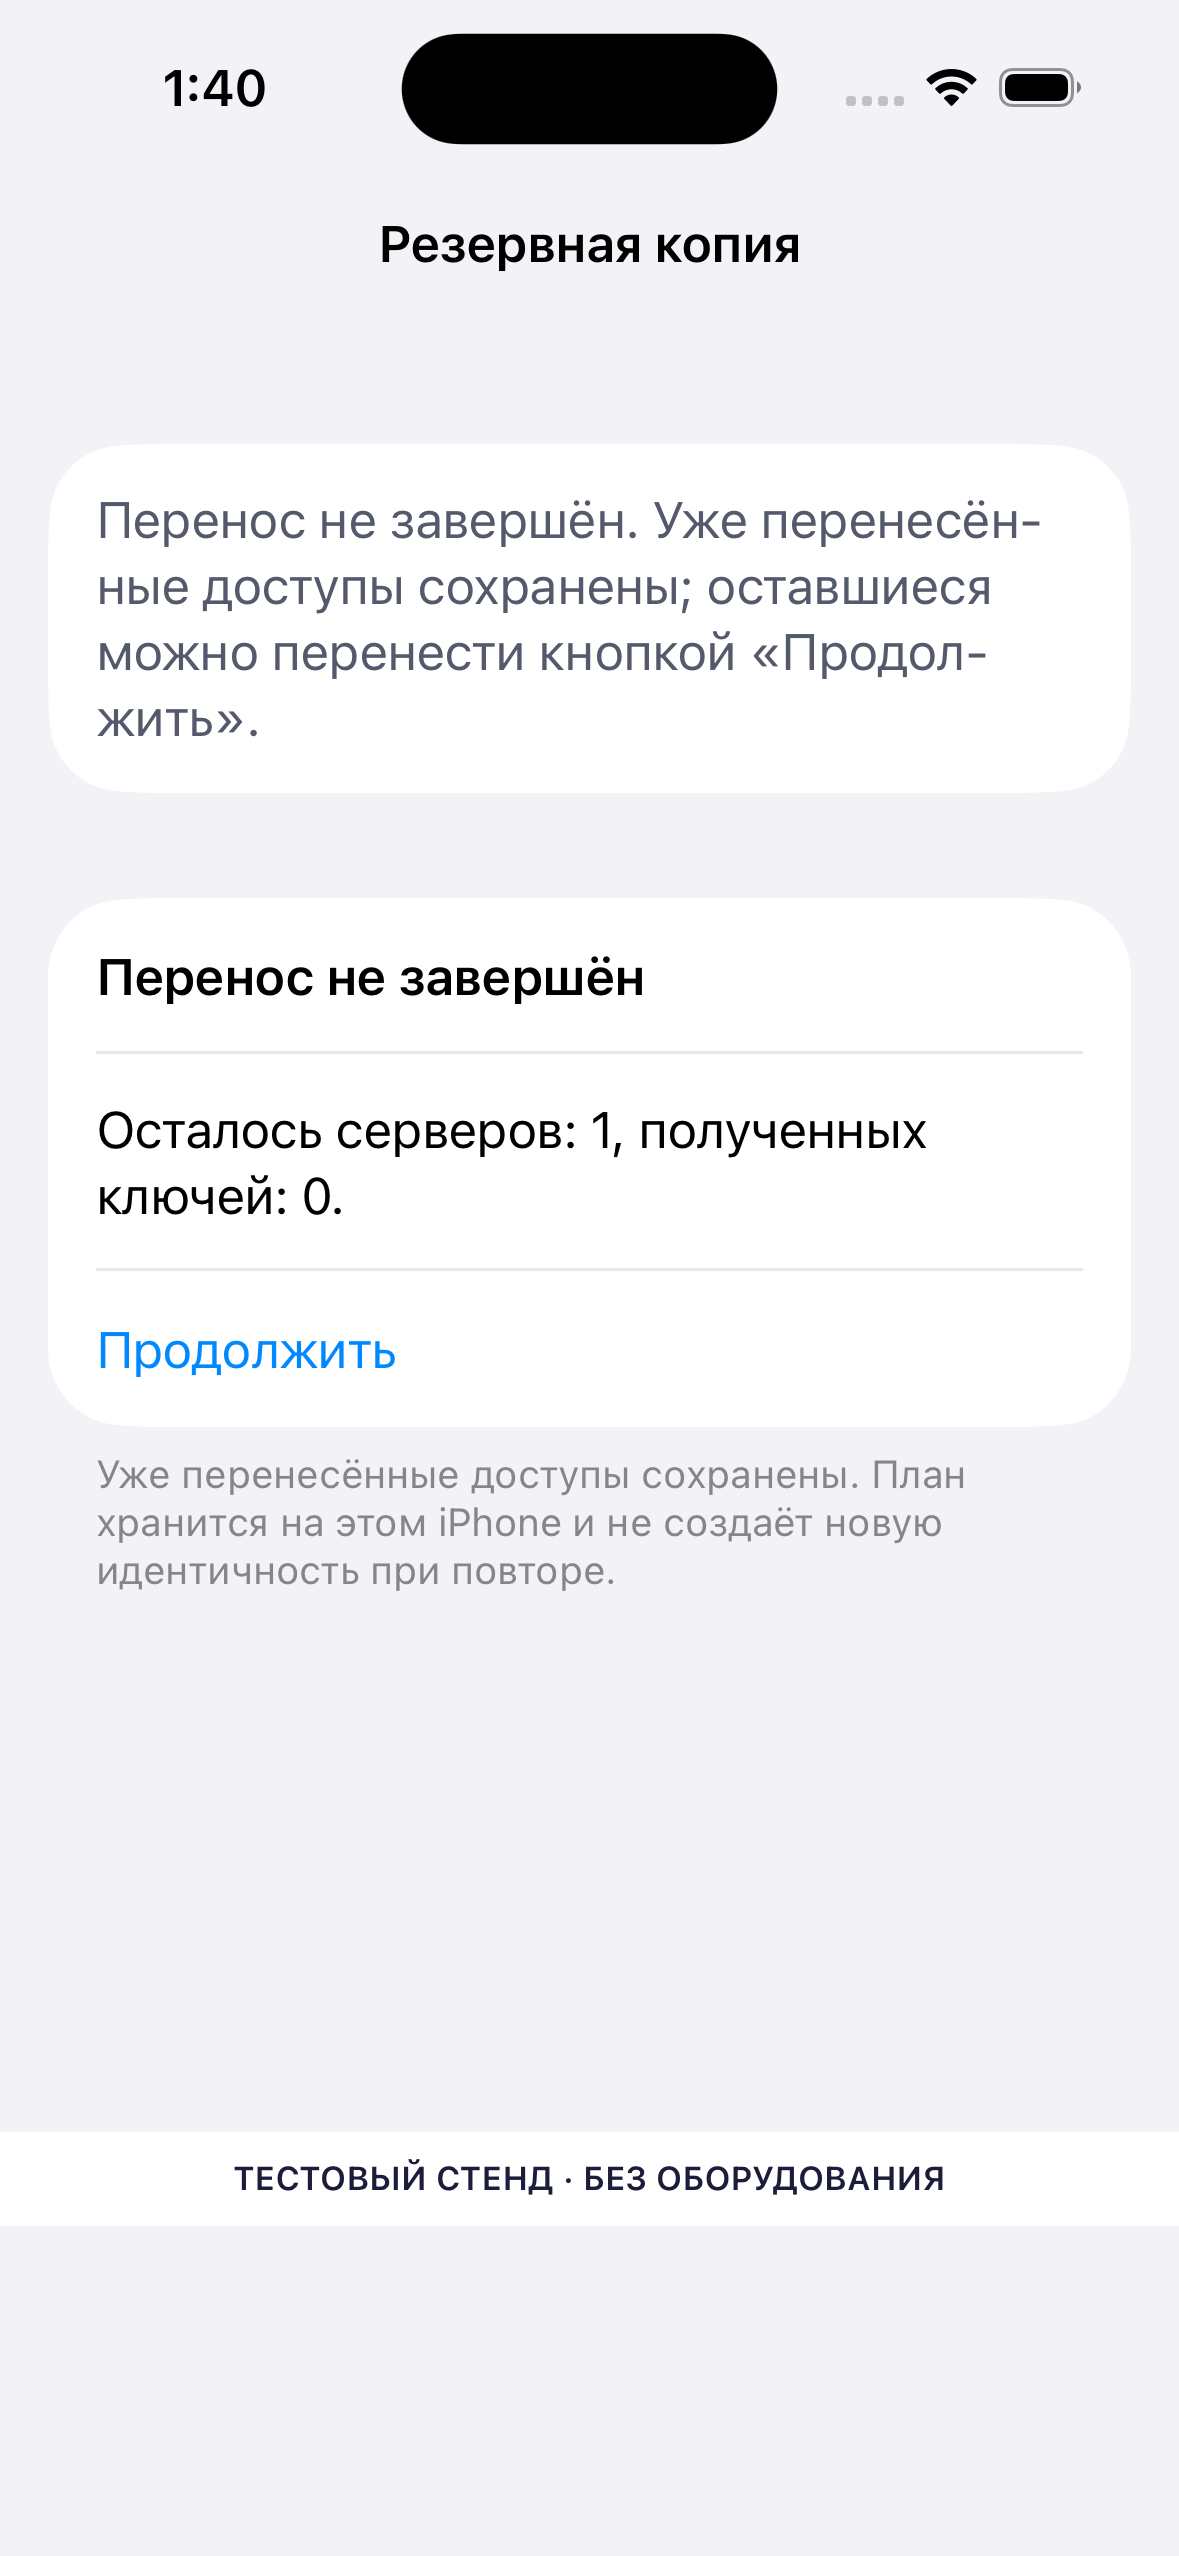 1:40
Резервная копия
Перенос не завершён. Уже перенесён-
ные доступы сохранены; оставшиеся
можно перенести кнопкой «Продол-
жить».
Перенос не завершён
Осталось серверов: 1, полученных
ключей: 0.
Продолжить
Уже перенесённые доступы сохранены. План
хранится на этом iPhone и не создаёт новую
идентичность при повторе.
ТЕСТОВЫЙ СТЕНД · БЕЗ ОБОРУДОВАНИЯ